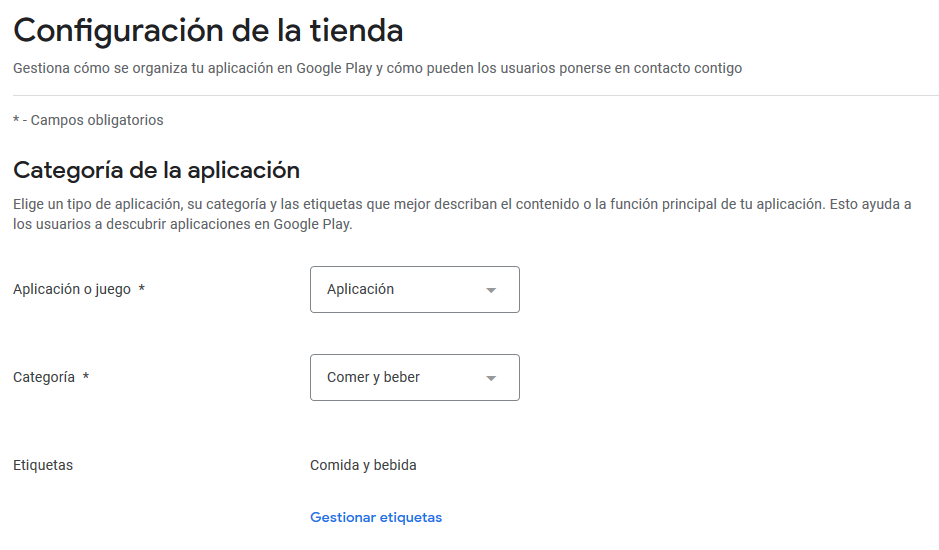 Configuración de la tienda
Gestiona cómo se organiza tu aplicación en Google Play y cómo pueden los usuarios ponerse en contacto contigo
* - Campos obligatorios
Categoría de la aplicación
Elige un tipo de aplicación, su categoría y las etiquetas que mejor describan el contenido o la función principal de tu aplicación. Esto ayuda a
los usuarios a descubrir aplicaciones en Google Play.
Aplicación o juego *
Aplicación
Categoría *
Comer y beber
Etiquetas
Comida y bebida
Gestionar etiquetas